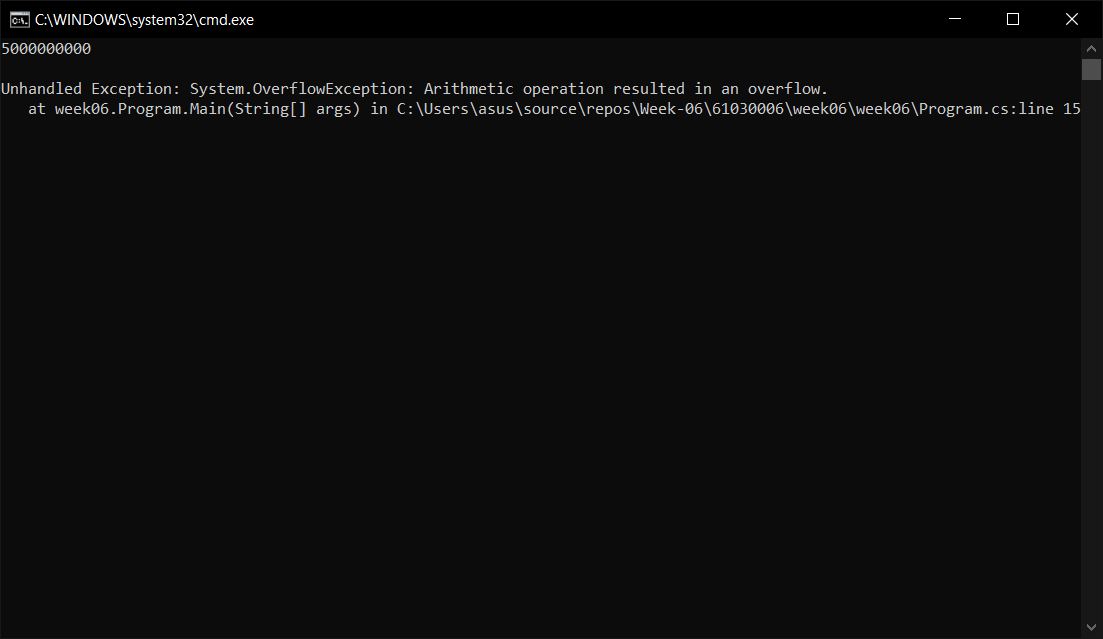 C:\WINDOWS\system32\cmd.exe
5000000000
Unhandled Exception: System.OverflowException: Arithmetic operation resulted in an overflow.
   at week06.Program.Main(String[] args) in C:\Users\asus\source\repos\Week-06\61030006\week06\week06\Program.cs:line 15